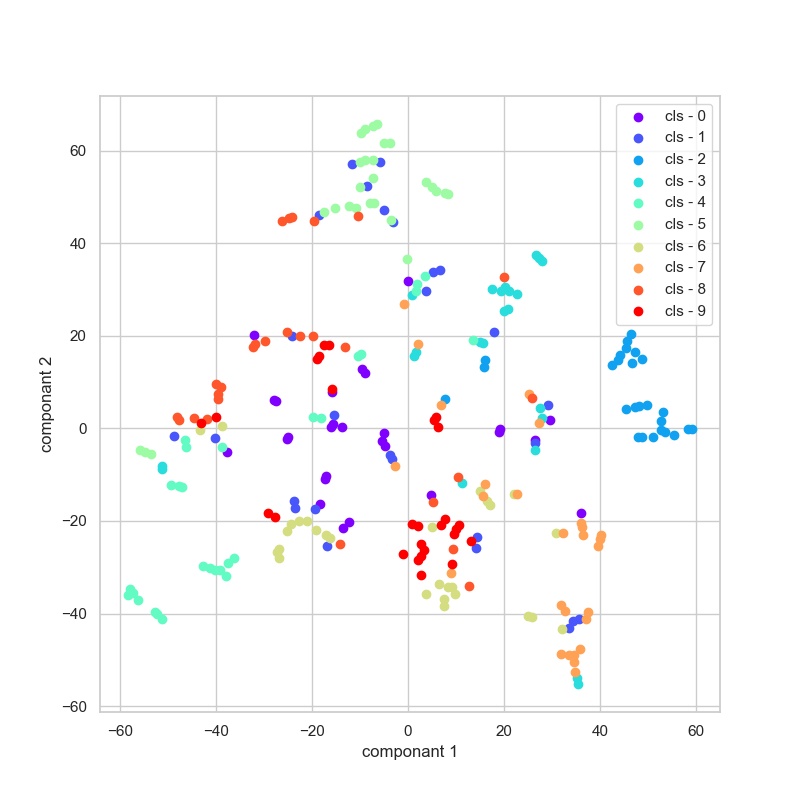 cls - 0
cls - 1
cls - 2
cls - 3
cls - 4
cls - 5
cls - 6
cls - 7
cls - 8
cls - 9
60
40
20
0
−20
−40
−60
componant 2
−60 −40 −20 0 20 40 60
componant 1